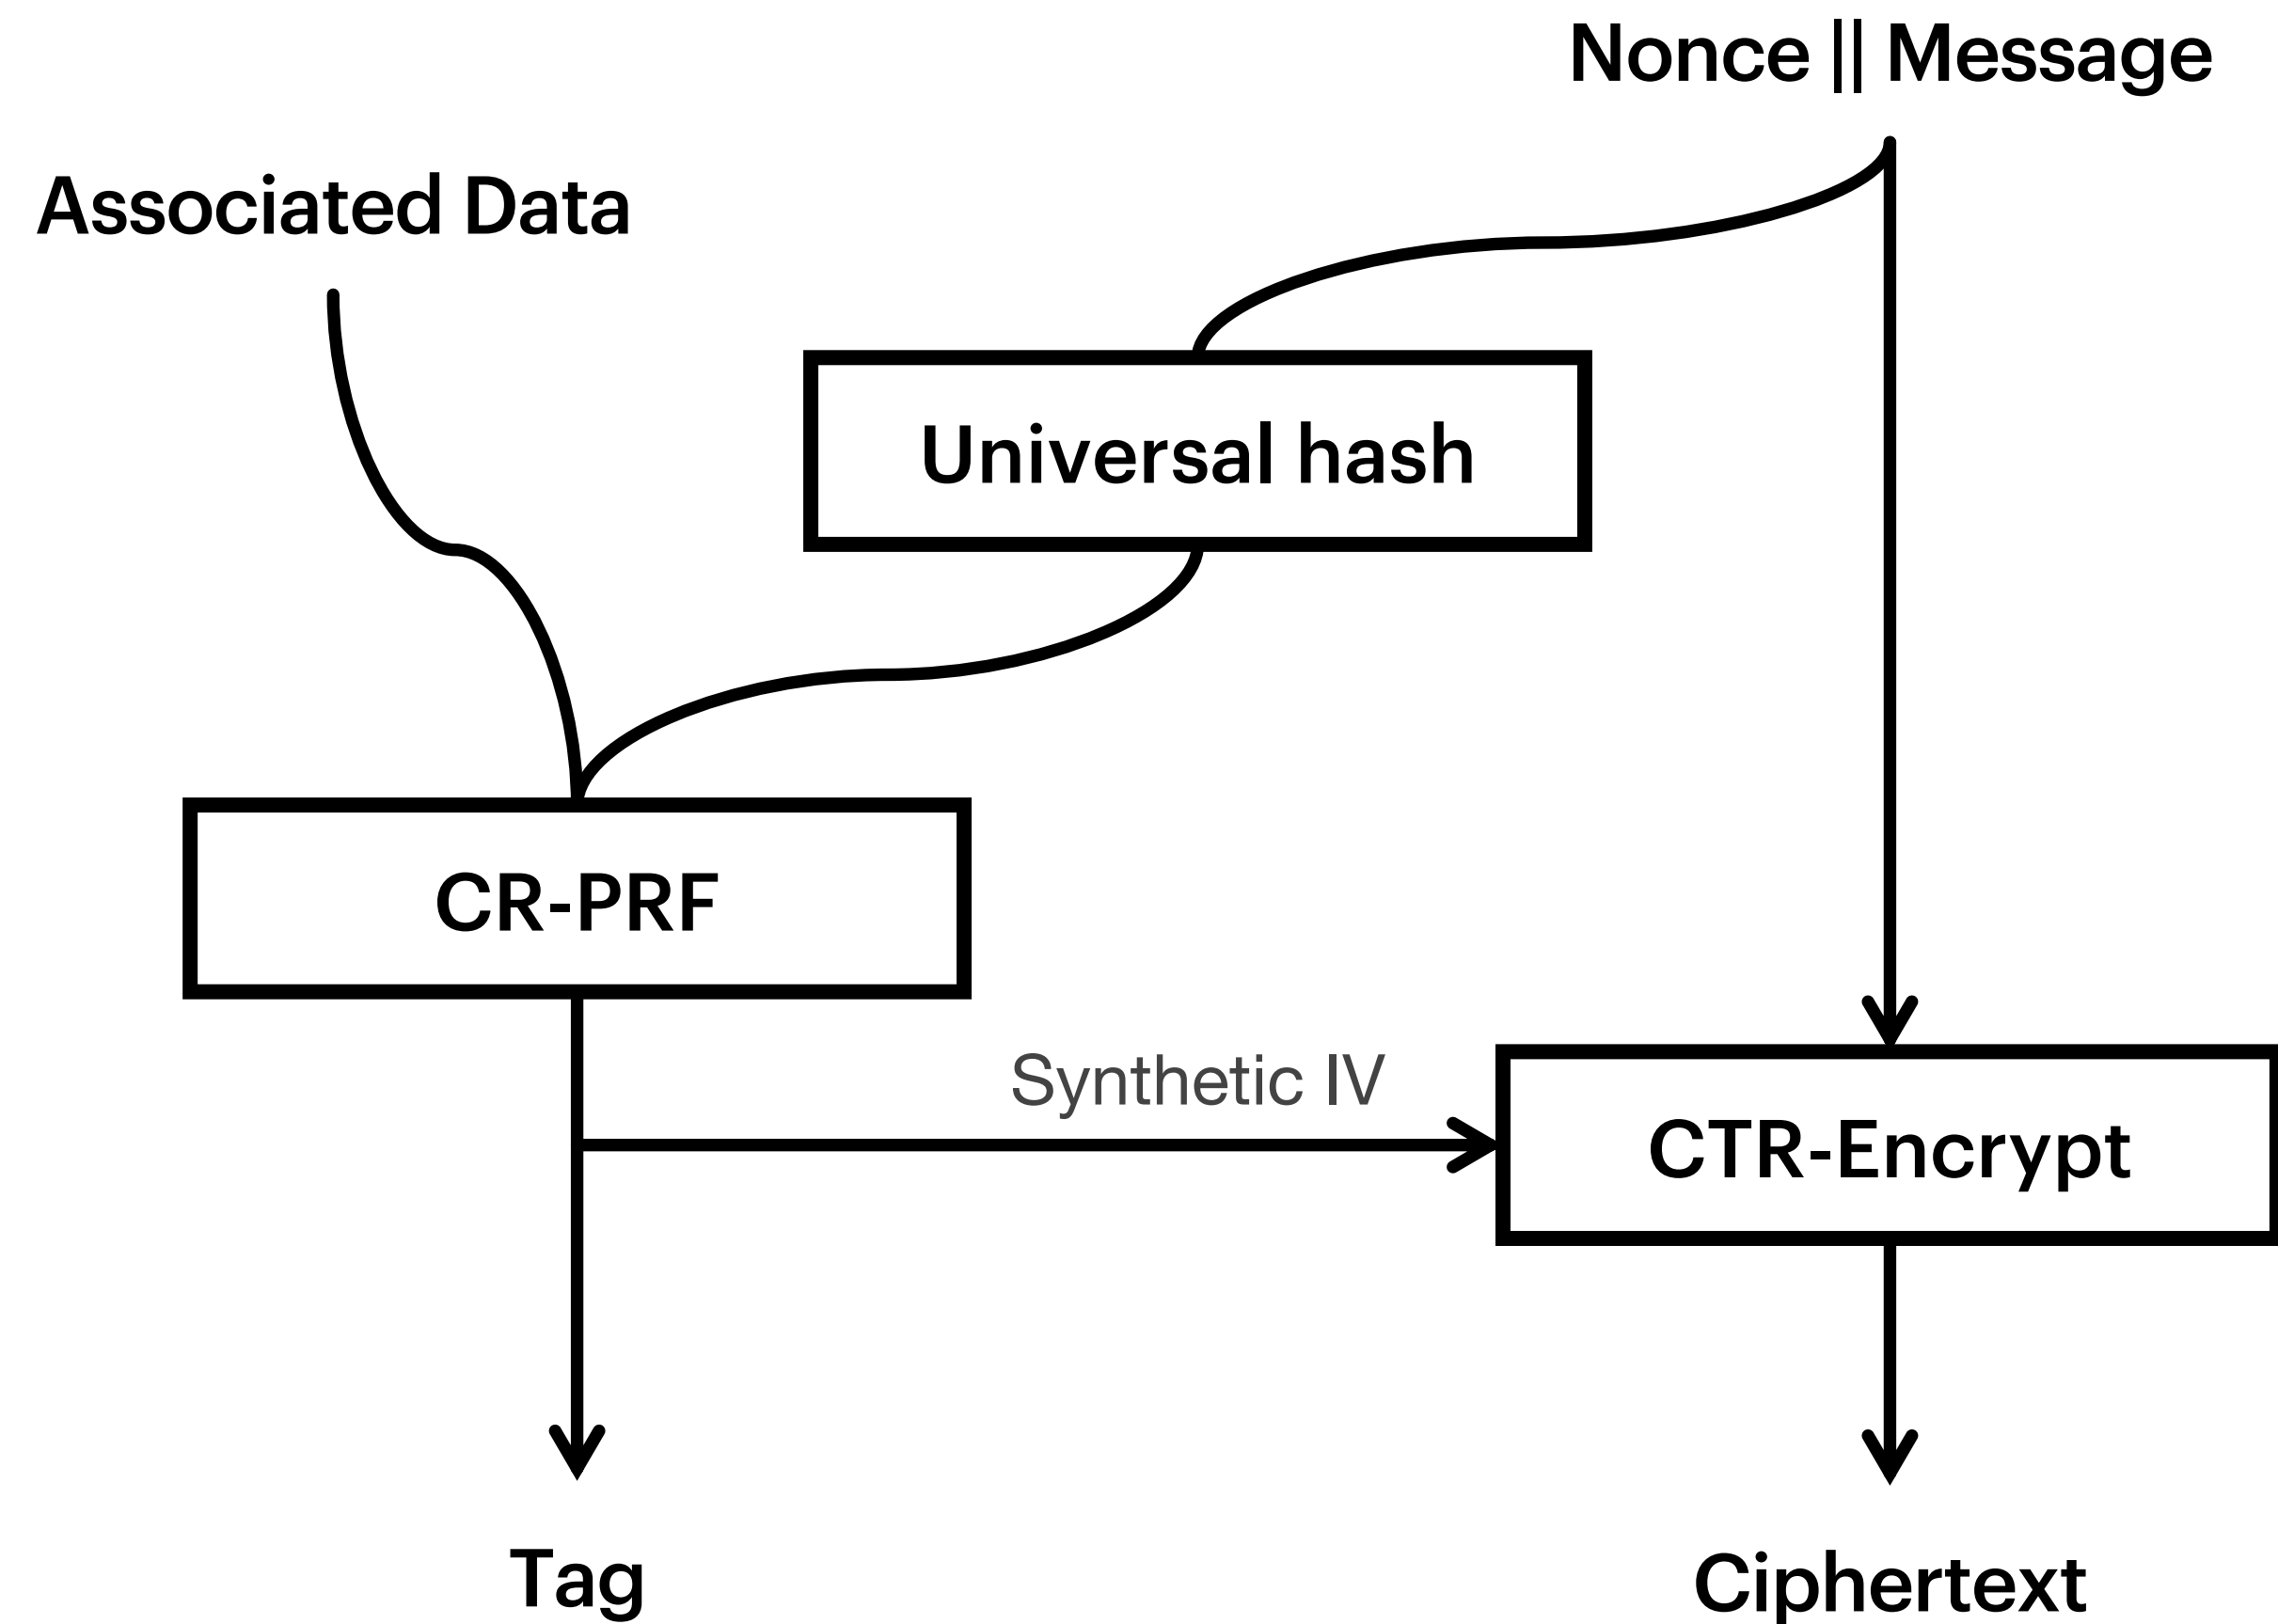 Nonce || Message
Associated Data
Universal hash
CR-PRF
Synthetic IV
CTR-Encrypt
Tag
Ciphertext